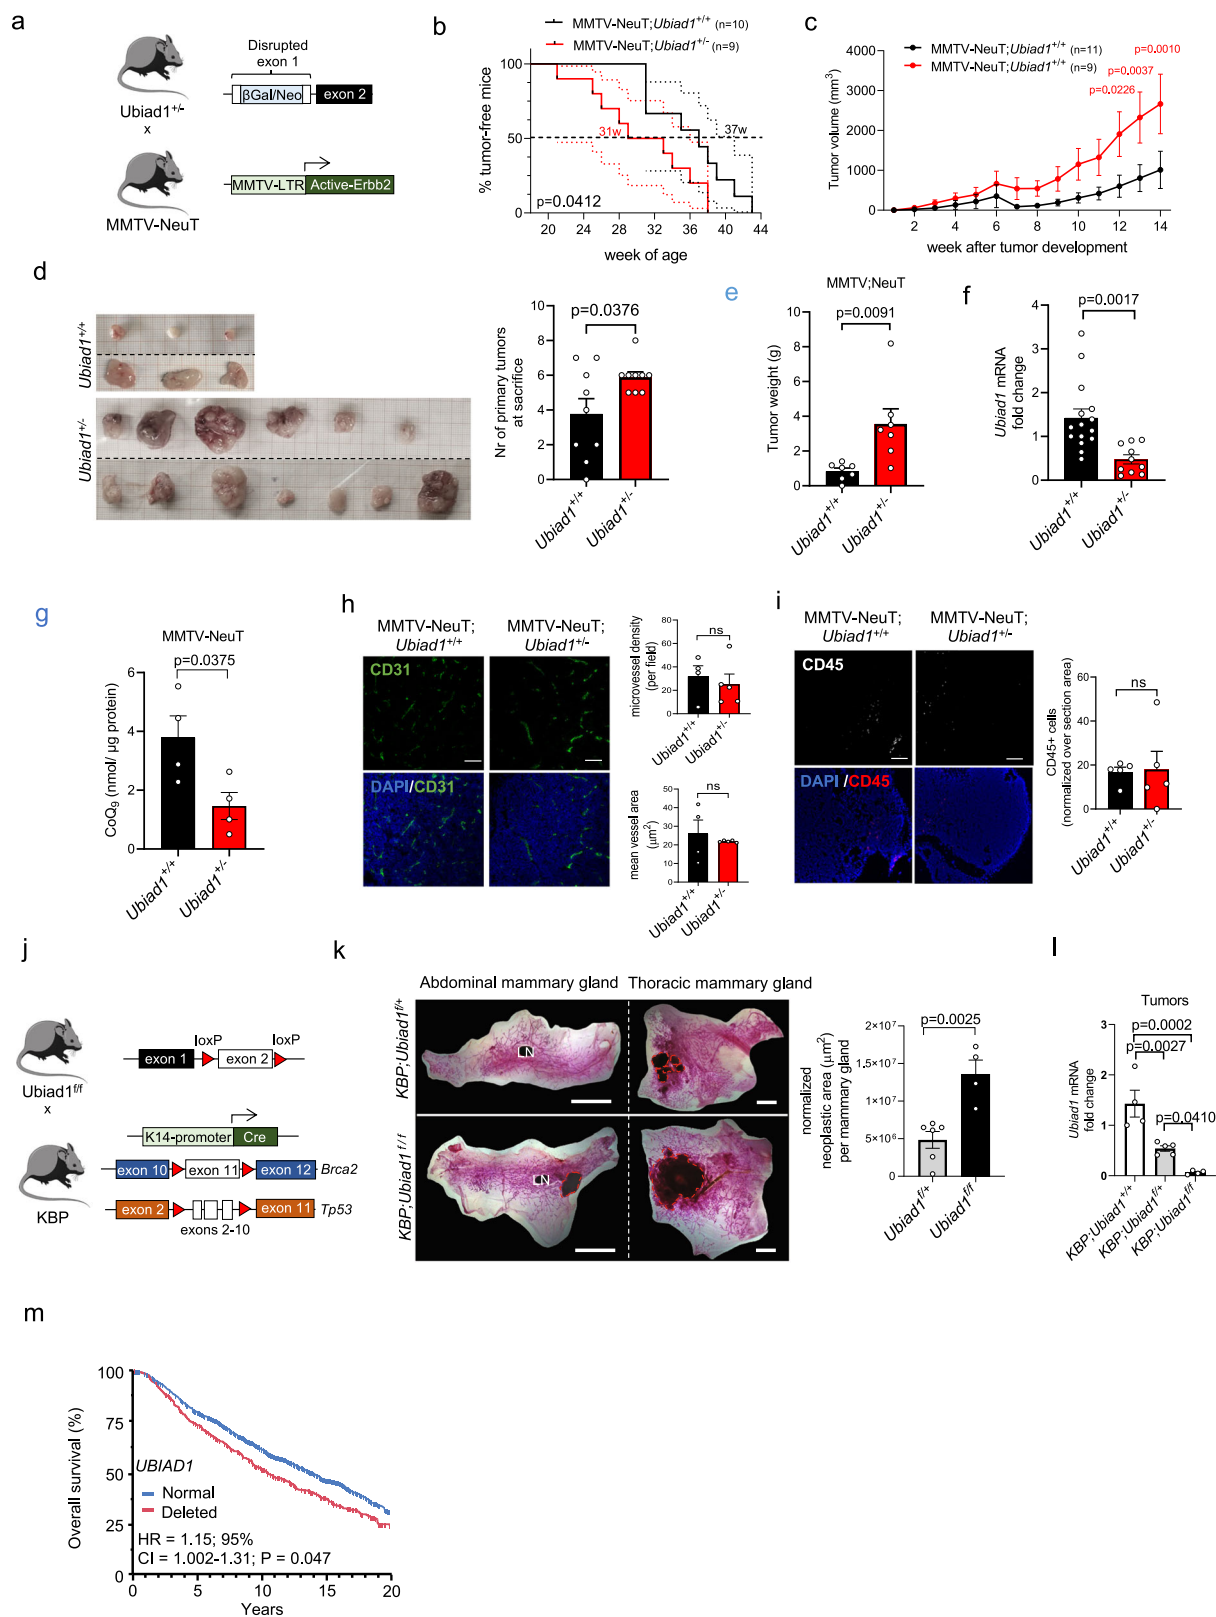 a
Disrupted
exon 1
βGal/Neo
exon 2
Ubiad1+/-
x
MMTV-LTR
Active-Erbb2
MMTV-NeuT
b
MMTV-NeuT;Ubiad1+/+ (n=10)
MMTV-NeuT;Ubiad1+/- (n=9)
% tumor-free mice
100
50
0
31w
37w
p=0.0412
20 24 28 32 36 40 44
week of age
c
MMTV-NeuT;Ubiad1+/+ (n=11)
MMTV-NeuT;Ubiad1+/+ (n=9)
p=0.0010
p=0.0037
p=0.0226
Tumor volume (mm3)
4000
3000
2000
1000
0
2 4 6 8 10 12 14
week after tumor development
d
Ubiad1+/+
Ubiad1+/-
p=0.0376
Nr of primary tumors
at sacrifice
10
8
6
4
2
0
Ubiad1+/+
Ubiad1+/-
e
MMTV;NeuT
p=0.0091
Tumor weight (g)
10
8
6
4
2
0
Ubiad1+/+
Ubiad1+/-
f
p=0.0017
Ubiad1 mRNA
fold change
4
3
2
1
0
Ubiad1+/+
Ubiad1+/-
g
MMTV-NeuT
p=0.0375
CoQ9 (nmol/ µg protein)
6
4
2
0
Ubiad1+/+
Ubiad1+/-
h
MMTV-NeuT;
Ubiad1+/+
MMTV-NeuT;
Ubiad1+/-
CD31
DAPI/CD31
ns
microvessel density
(per field)
80
60
40
20
0
Ubiad1+/+
Ubiad1+/-
ns
mean vessel area
(µm2)
50
40
30
20
10
0
Ubiad1+/+
Ubiad1+/-
i
MMTV-NeuT;
Ubiad1+/+
MMTV-NeuT;
Ubiad1+/-
CD45
DAPI /CD45
ns
CD45+ cells
(normalized over section area)
60
40
20
0
Ubiad1+/+
Ubiad1+/-
j
loxP
loxP
exon 1
exon 2
Ubiad1f/f
x
K14-promoter
Cre
exon 10
exon 11
exon 12
Brca2
KBP
exon 2
exon 11
Tp53
exons 2-10
k
Abdominal mammary gland
Thoracic mammary gland
KBP;Ubiad1f/+
LN
KBP;Ubiad1f/f
LN
p=0.0025
normalized
neoplastic area (µm2)
per mammary gland
2×10⁷
1.5×10⁷
1×10⁷
5×10⁶
0
Ubiad1f/+
Ubiad1f/f
l
Tumors
p=0.0002
p=0.0027
p=0.0410
Ubiad1 mRNA
fold change
3
2
1
0
KBP;Ubiad1+/+
KBP;Ubiad1f/+
KBP;Ubiad1f/f
m
Overall survival (%)
100
75
50
25
0
UBIAD1
Normal
Deleted
HR = 1.15; 95%
CI = 1.002-1.31; P = 0.047
0 5 10 15 20
Years